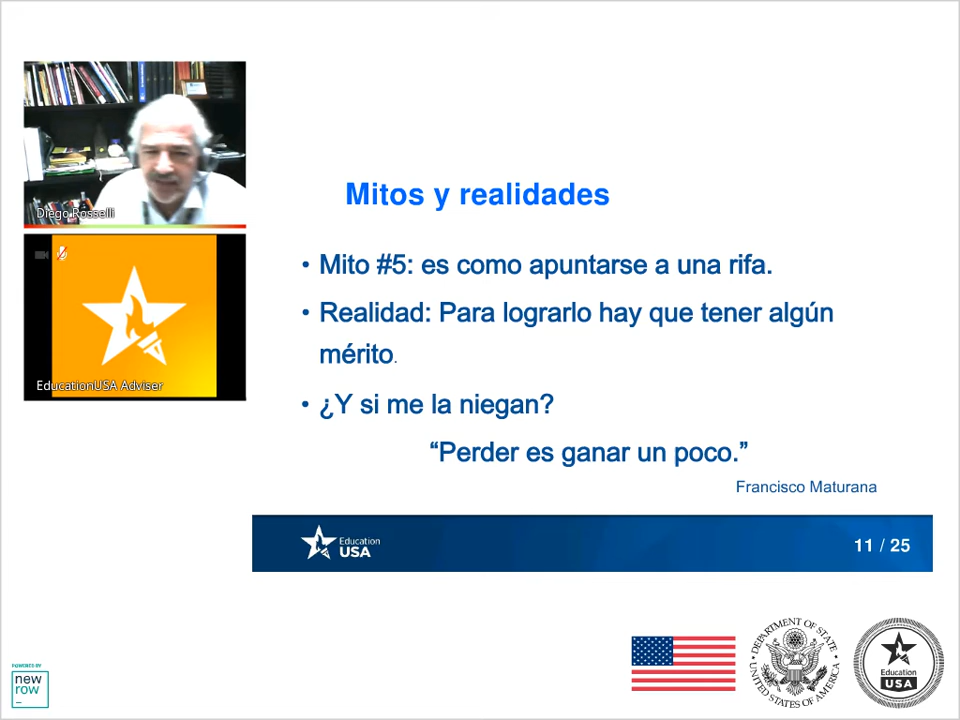 Diego Rosselli
EducationUSA Adviser
Mitos y realidades
• Mito #5: es como apuntarse a una rifa.
• Realidad: Para lograrlo hay que tener algún
mérito.
• ¿Y si me la niegan?
“Perder es ganar un poco.”
Francisco Maturana
Education
USA
11 / 25
POWERED BY
new
row
DEPARTMENT OF STATE
UNITED STATES OF AMERICA
Education
USA